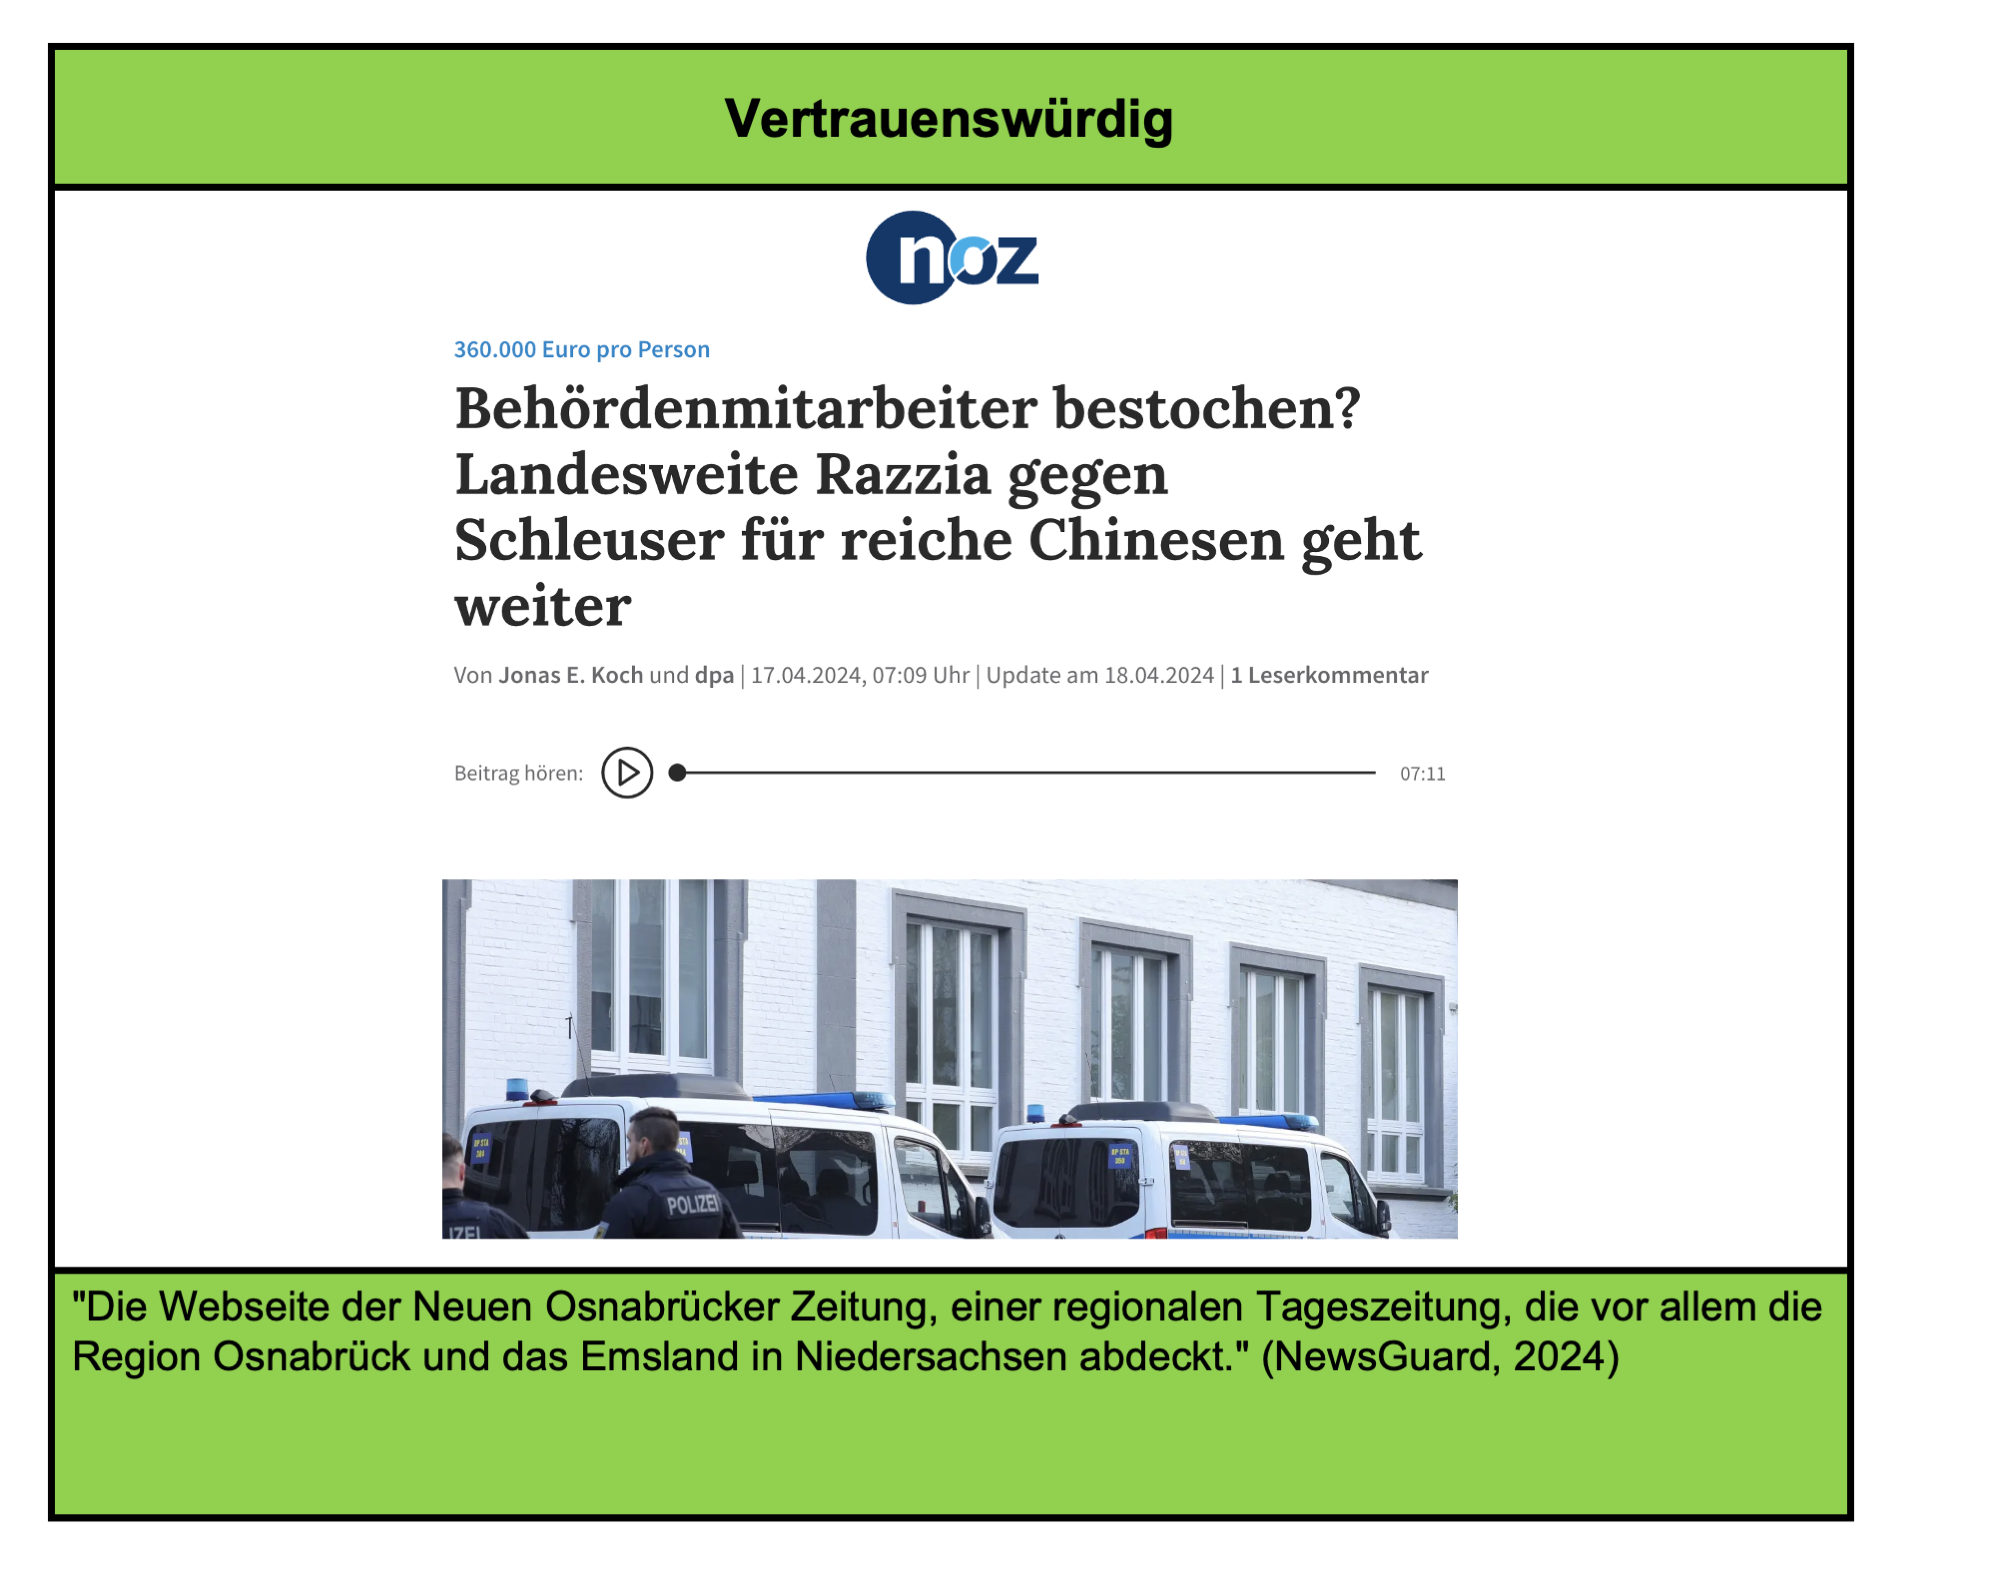 Vertrauenswürdig
noz
360.000 Euro pro Person
Behördenmitarbeiter bestochen?
Landesweite Razzia gegen
Schleuser für reiche Chinesen geht
weiter
Von Jonas E. Koch und dpa | 17.04.2024, 07:09 Uhr | Update am 18.04.2024 | 1 Leserkommentar
Beitrag hören: 07:11
POLIZEI
IZEI
"Die Webseite der Neuen Osnabrücker Zeitung, einer regionalen Tageszeitung, die vor allem die
Region Osnabrück und das Emsland in Niedersachsen abdeckt." (NewsGuard, 2024)